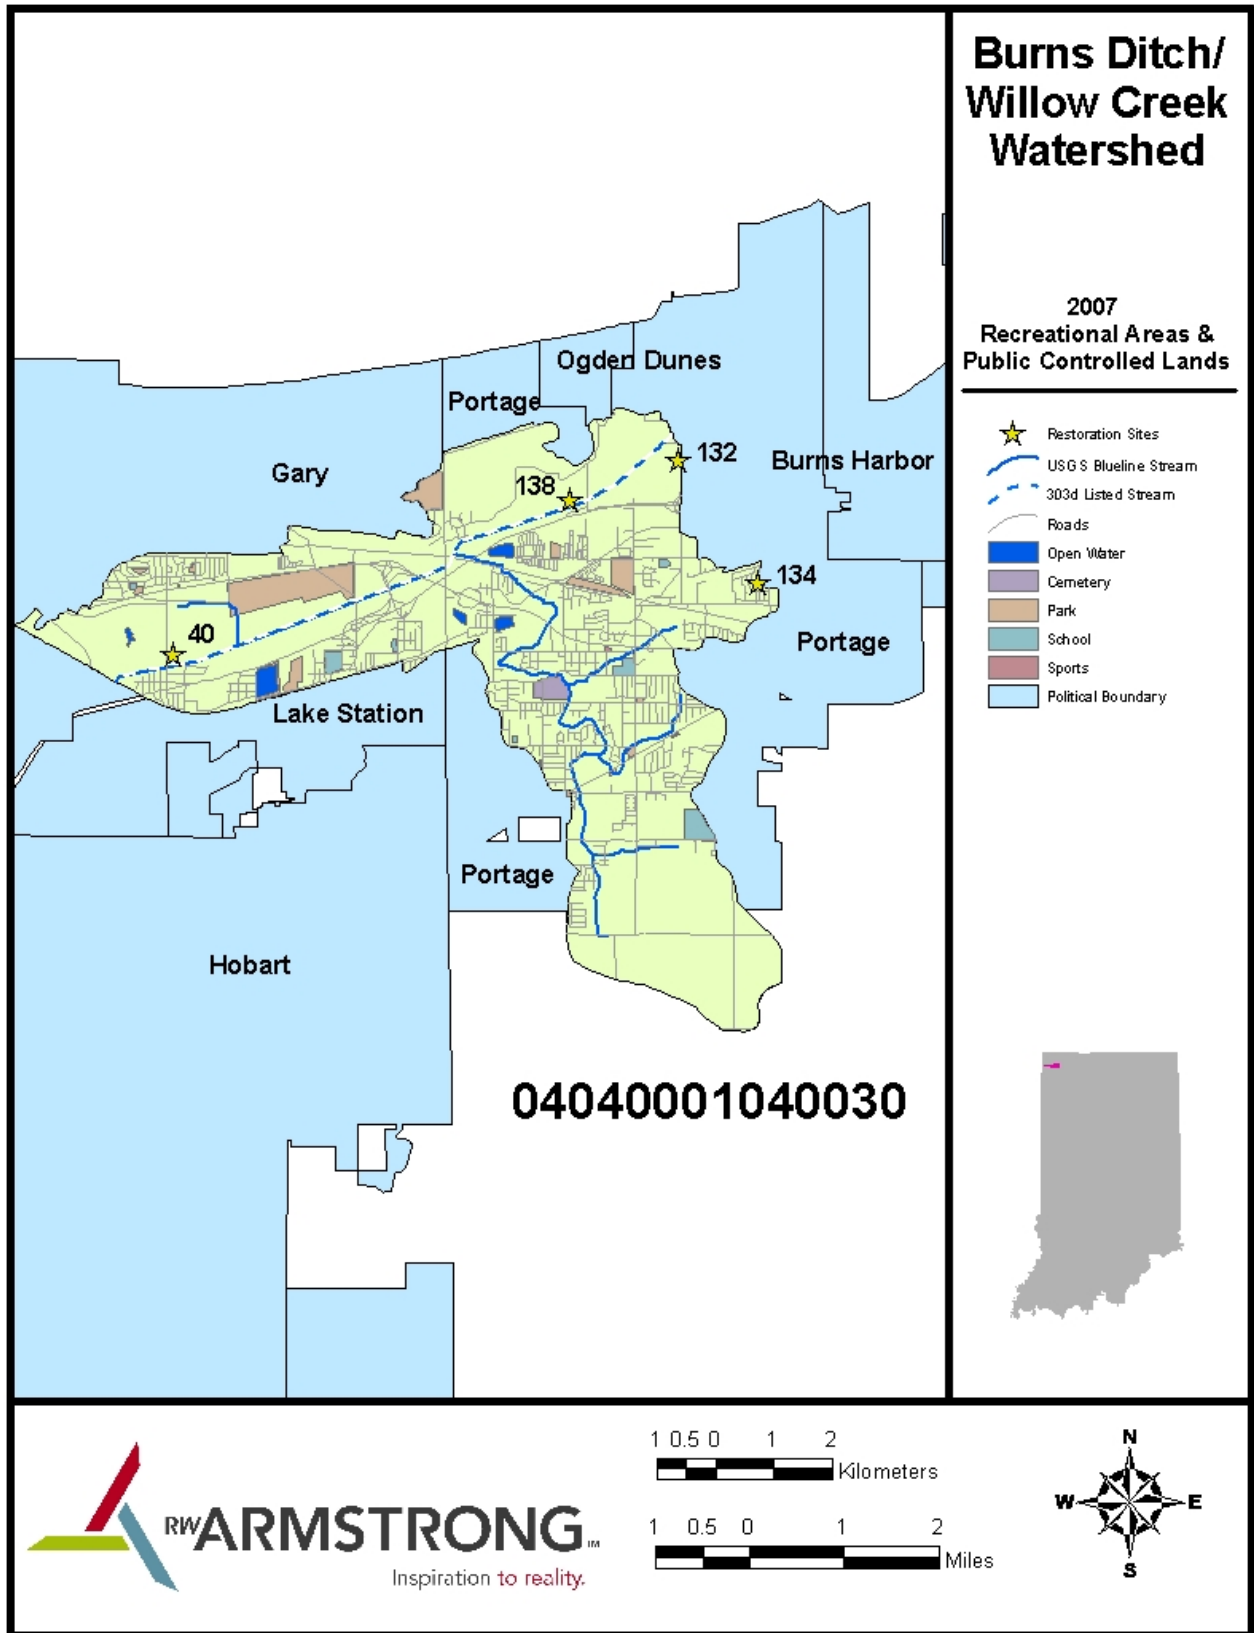 Burns Ditch/
Willow Creek
Watershed
2007
Recreational Areas &
Public Controlled Lands
Restoration Sites
USGS Blueline Stream
303d Listed Stream
Roads
Open Water
Cemetery
Park
School
Sports
Political Boundary
Ogden Dunes
Portage
Gary
132
Burns Harbor
138
134
40
Portage
Lake Station
Portage
Hobart
04040001040030
RWARMSTRONG TM
Inspiration to reality.
1 0.5 0 1 2
Kilometers
1 0.5 0 1 2
Miles
N
W E
S